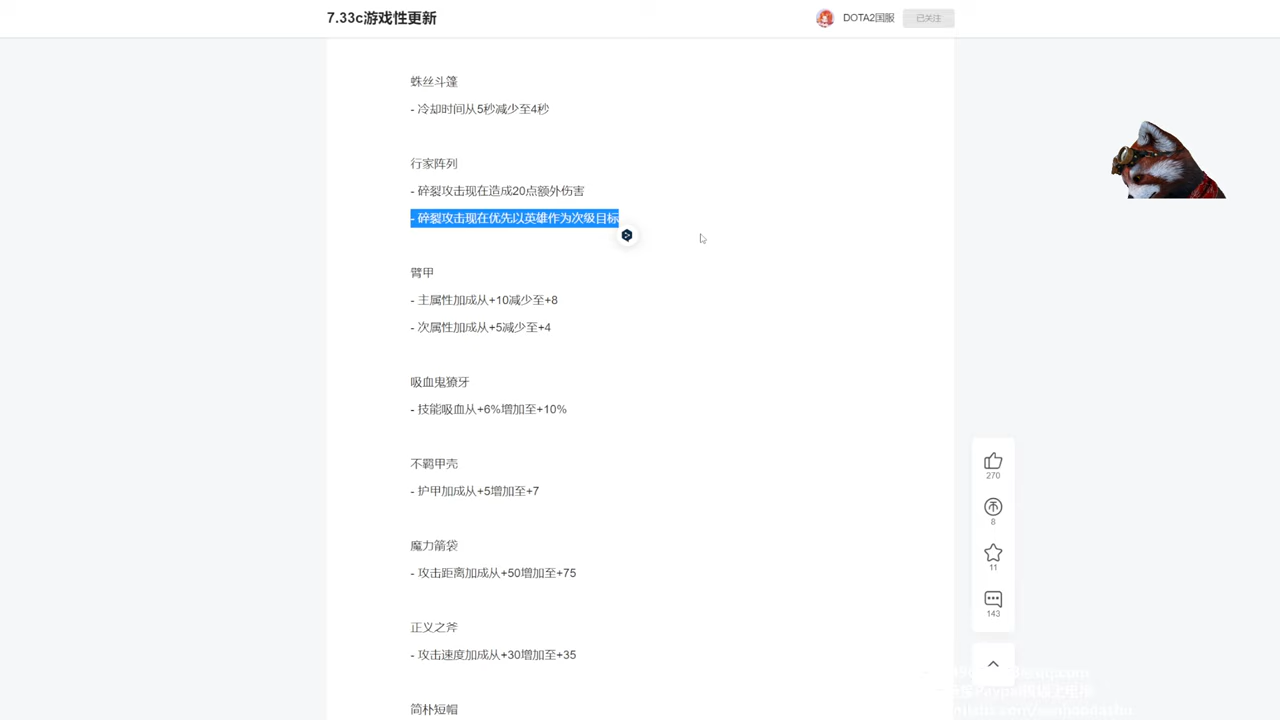 7.33c游戏性更新
DOTA2国服
已关注
蛛丝斗篷
- 冷却时间从5秒减少至4秒
行家阵列
- 碎裂攻击现在造成20点额外伤害
- 碎裂攻击现在优先以英雄作为次级目标
臂甲
- 主属性加成从+10减少至+8
- 次属性加成从+5减少至+4
吸血鬼獠牙
- 技能吸血从+6%增加至+10%
不羁甲壳
- 护甲加成从+5增加至+7
魔力箭袋
- 攻击距离加成从+50增加至+75
正义之斧
- 攻击速度加成从+30增加至+35
简朴短帽
270
8
11
143